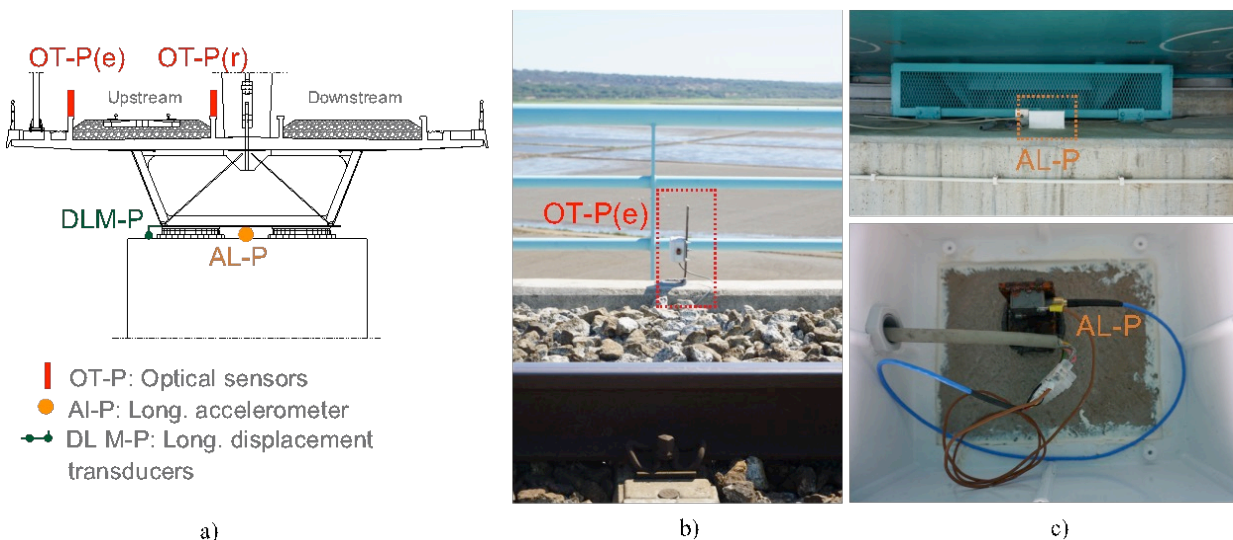 OT-P(e) OT-P(r)
Upstream Downstream
DLM-P
AL-P
OT-P: Optical sensors
Al-P: Long. accelerometer
DL M-P: Long. displacement
transducers
a)
OT-P(e)
b)
AL-P
AL-P
c)